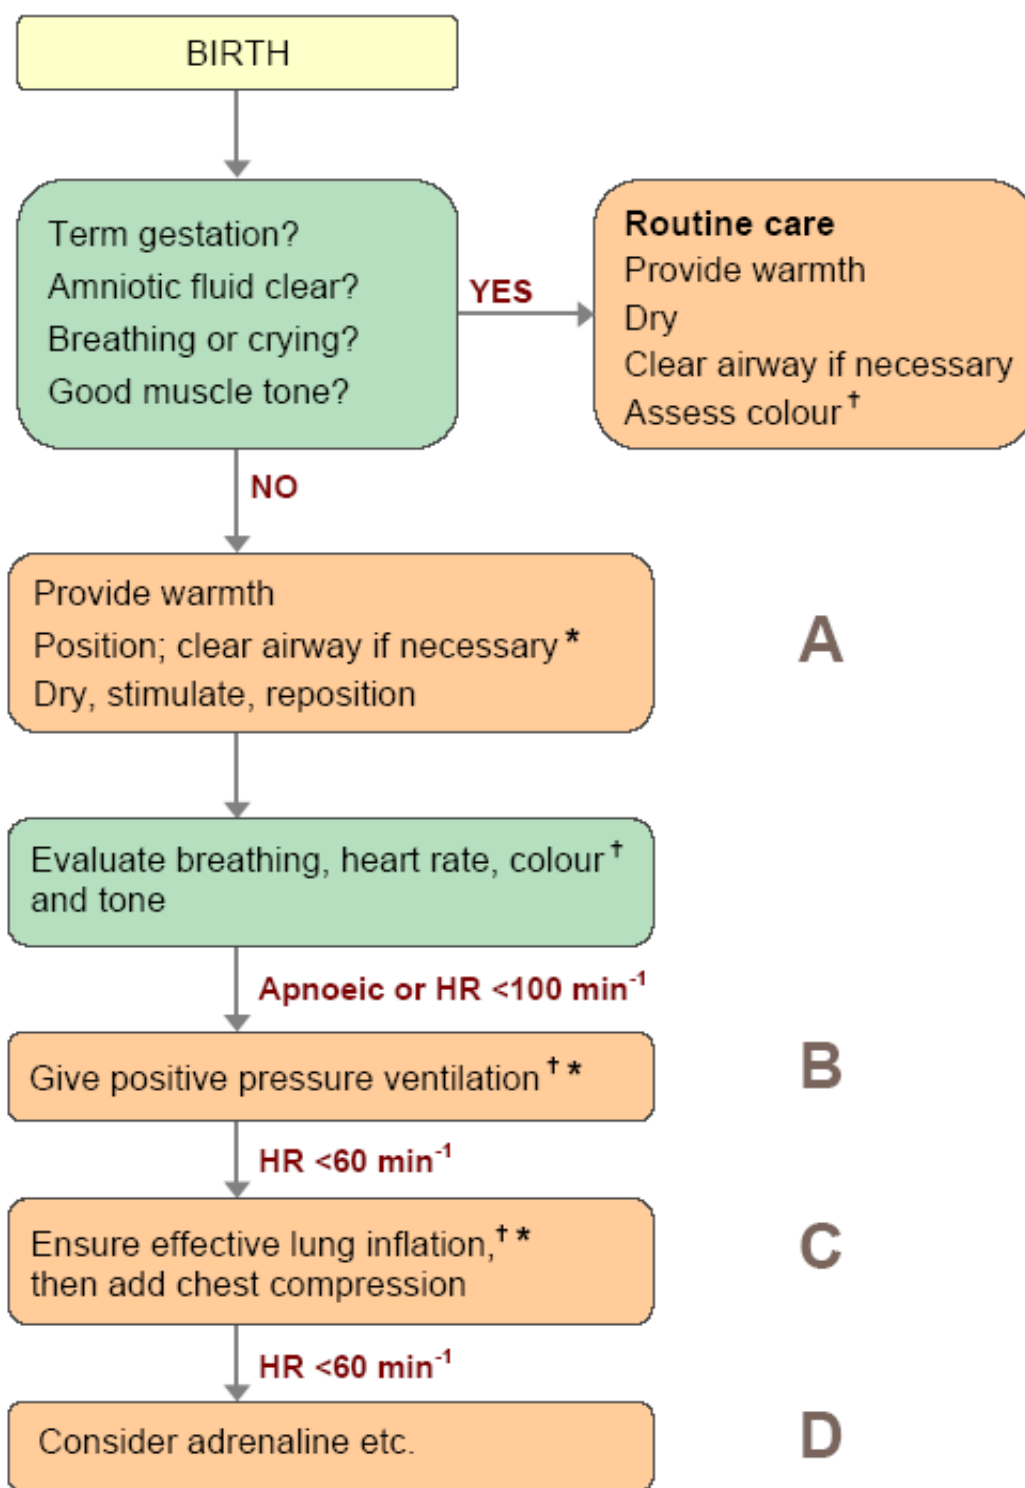 BIRTH
Term gestation?
Amniotic fluid clear?
Breathing or crying?
Good muscle tone?
YES
Routine care
Provide warmth
Dry
Clear airway if necessary
Assess colour†
NO
Provide warmth
Position; clear airway if necessary*
Dry, stimulate, reposition
A
Evaluate breathing, heart rate, colour†
and tone
Apnoeic or HR <100 min⁻¹
Give positive pressure ventilation†*
B
HR <60 min⁻¹
Ensure effective lung inflation,†*
then add chest compression
C
HR <60 min⁻¹
Consider adrenaline etc.
D